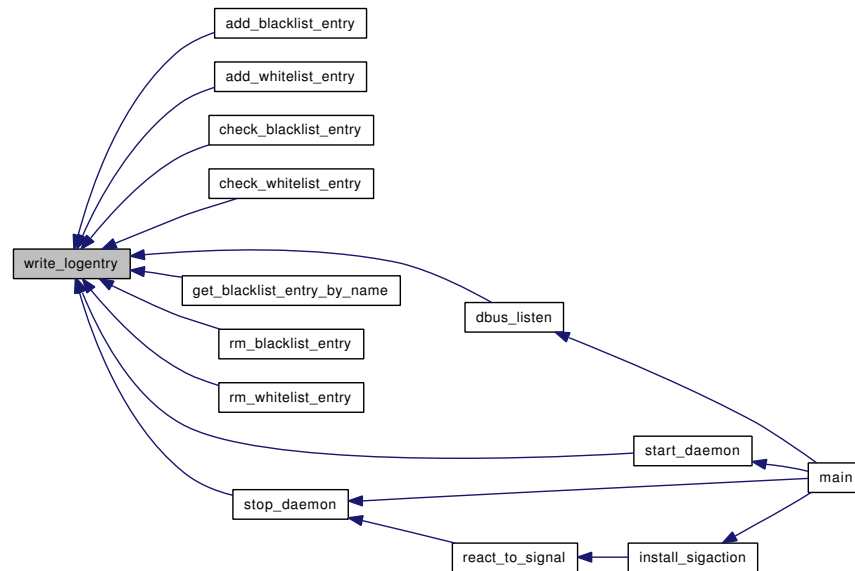 add_blacklist_entry
add_whitelist_entry
check_blacklist_entry
check_whitelist_entry
write_logentry
get_blacklist_entry_by_name
dbus_listen
rm_blacklist_entry
rm_whitelist_entry
start_daemon
main
stop_daemon
react_to_signal
install_sigaction